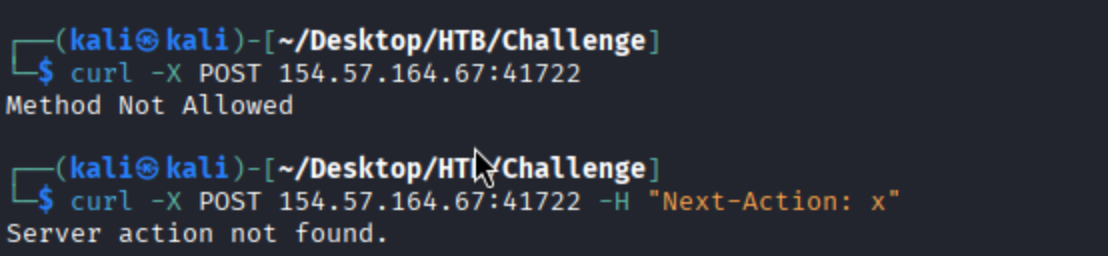 ┌──(kali㉿kali)-[~/Desktop/HTB/Challenge]
└─$ curl -X POST 154.57.164.67:41722
Method Not Allowed
┌──(kali㉿kali)-[~/Desktop/HTB/Challenge]
└─$ curl -X POST 154.57.164.67:41722 -H "Next-Action: x"
Server action not found.